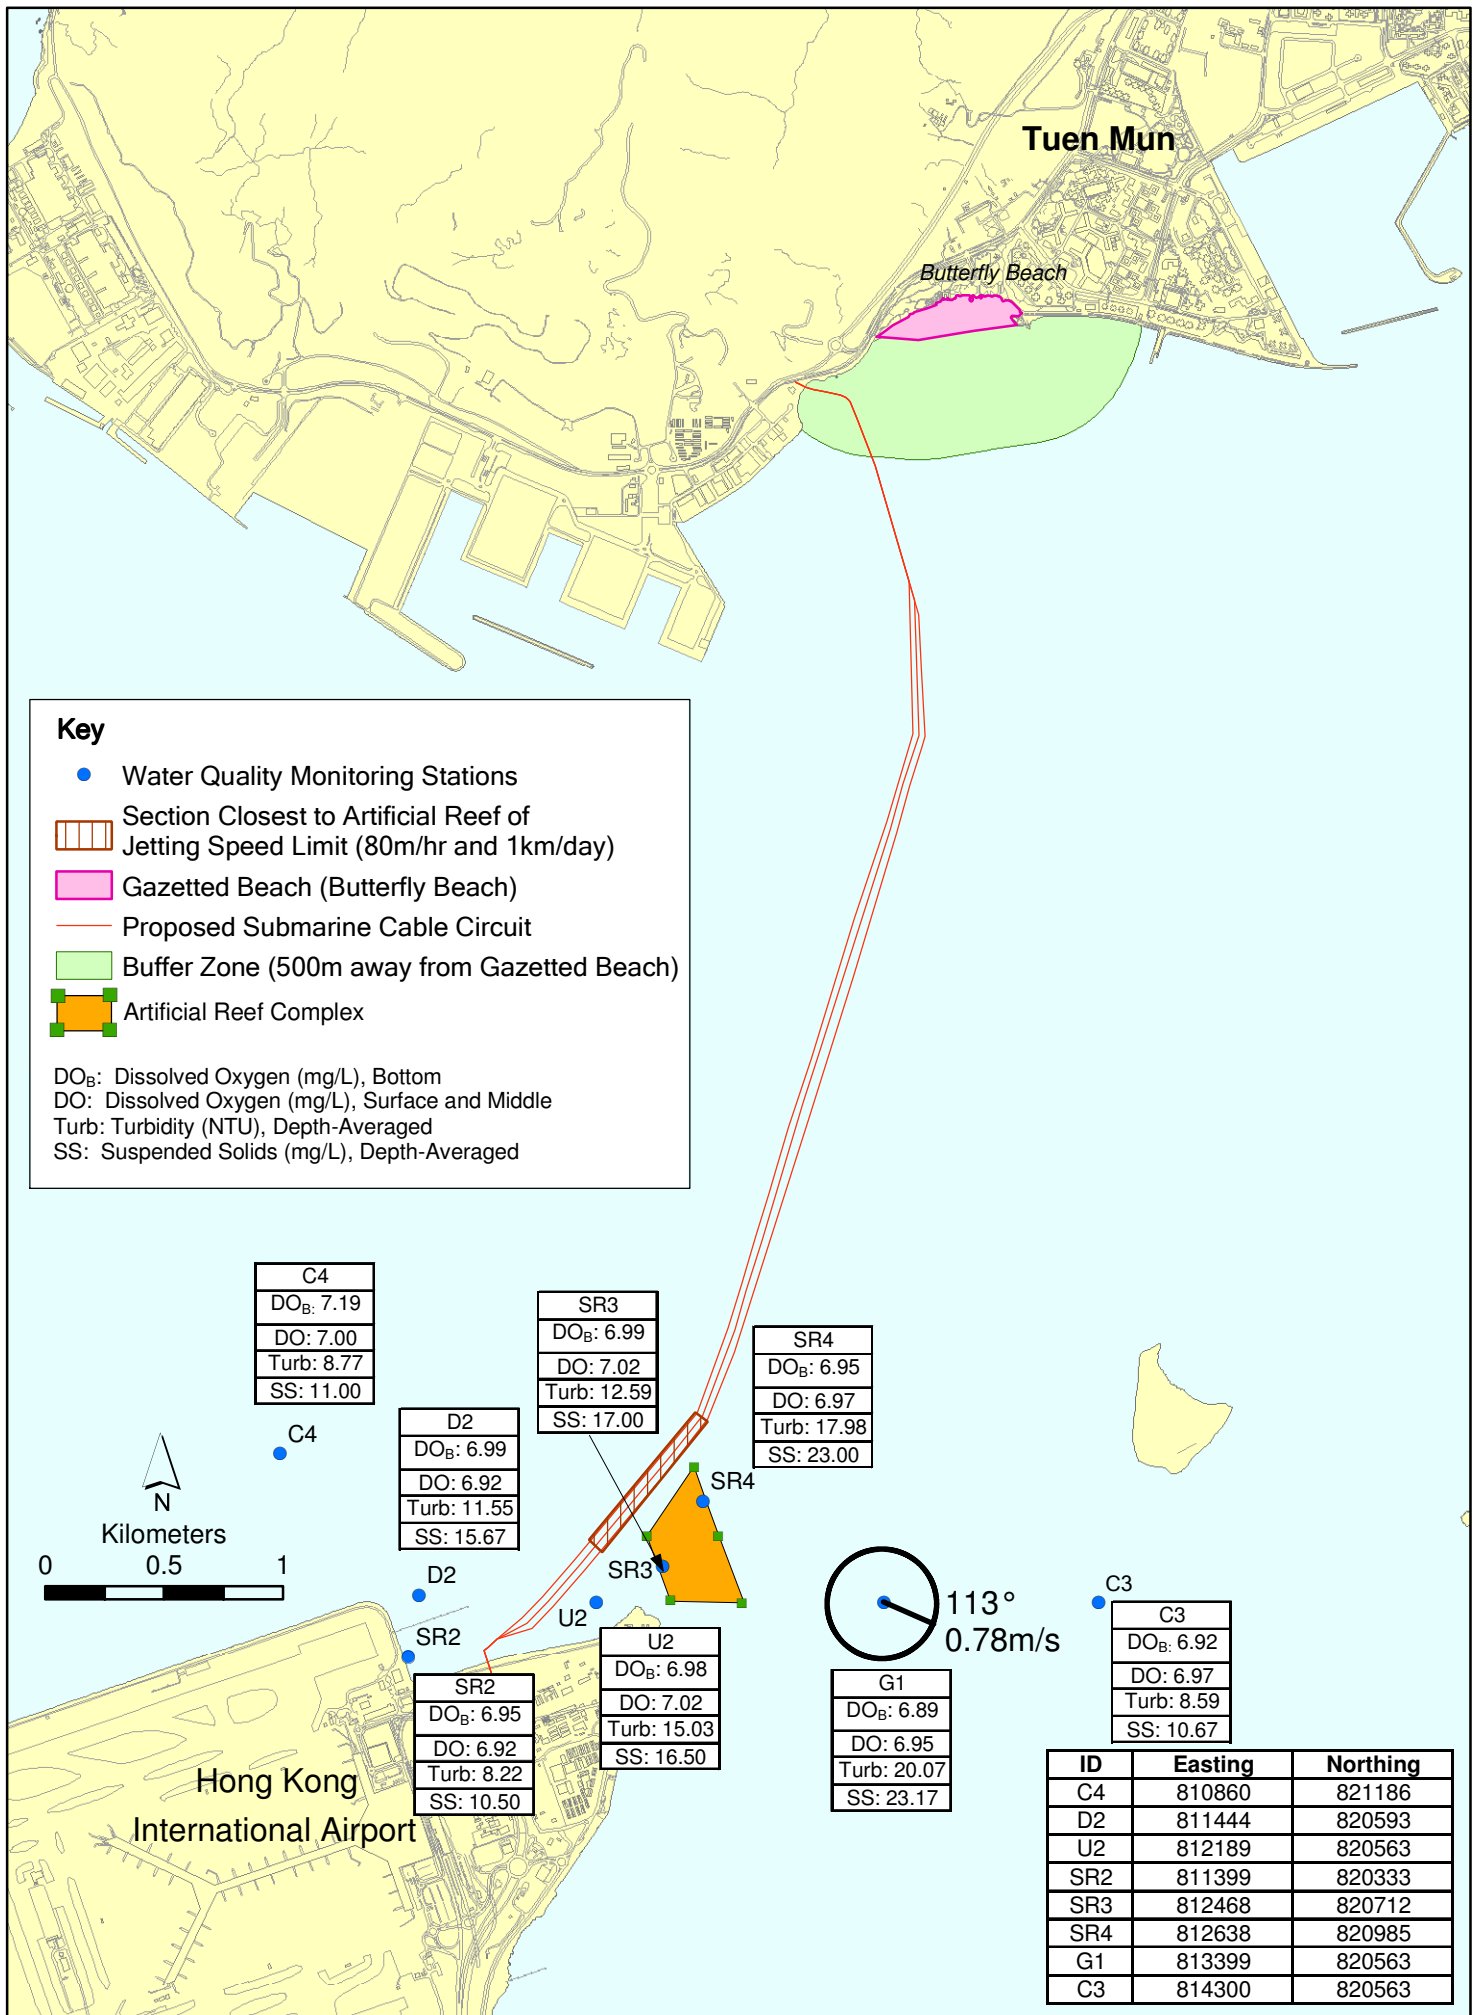 Tuen Mun
Butterfly Beach
Key
Water Quality Monitoring Stations
Section Closest to Artificial Reef of
Jetting Speed Limit (80m/hr and 1km/day)
Gazetted Beach (Butterfly Beach)
Proposed Submarine Cable Circuit
Buffer Zone (500m away from Gazetted Beach)
Artificial Reef Complex
DOB: Dissolved Oxygen (mg/L), Bottom
DO: Dissolved Oxygen (mg/L), Surface and Middle
Turb: Turbidity (NTU), Depth-Averaged
SS: Suspended Solids (mg/L), Depth-Averaged
C4
DOB: 7.19
DO: 7.00
Turb: 8.77
SS: 11.00
C4
SR3
DOB: 6.99
DO: 7.02
Turb: 12.59
SS: 17.00
SR4
DOB: 6.95
DO: 6.97
Turb: 17.98
SS: 23.00
D2
DOB: 6.99
DO: 6.92
Turb: 11.55
SS: 15.67
SR4
N
Kilometers
0 0.5 1
SR3
D2
U2
SR2
113°
0.78m/s
C3
SR2
DOB: 6.95
DO: 6.92
Turb: 8.22
SS: 10.50
U2
DOB: 6.98
DO: 7.02
Turb: 15.03
SS: 16.50
G1
DOB: 6.89
DO: 6.95
Turb: 20.07
SS: 23.17
C3
DOB: 6.92
DO: 6.97
Turb: 8.59
SS: 10.67
Hong Kong
International Airport
ID Easting Northing
C4 810860 821186
D2 811444 820593
U2 812189 820563
SR2 811399 820333
SR3 812468 820712
SR4 812638 820985
G1 813399 820563
C3 814300 820563